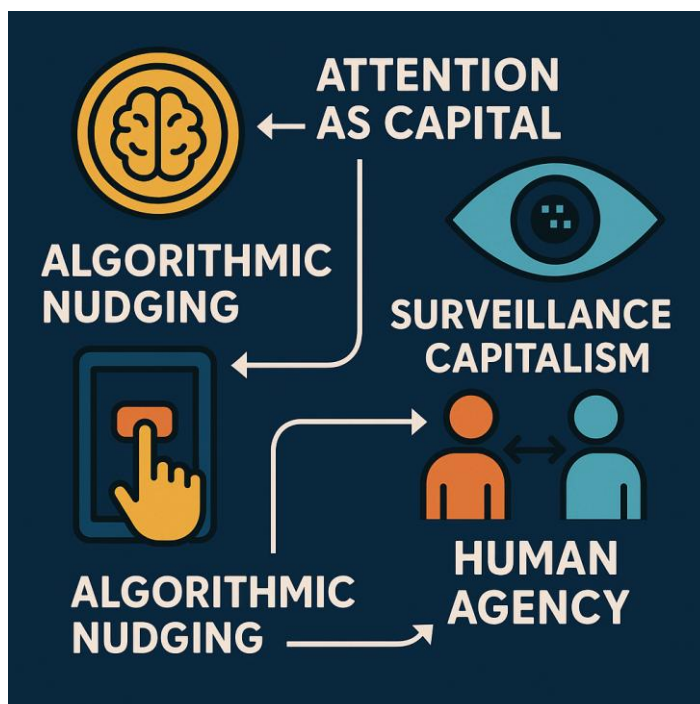 ATTENTION
AS CAPITAL
ALGORITHMIC
NUDGING
SURVEILLANCE
CAPITALISM
HUMAN
AGENCY
ALGORITHMIC
NUDGING